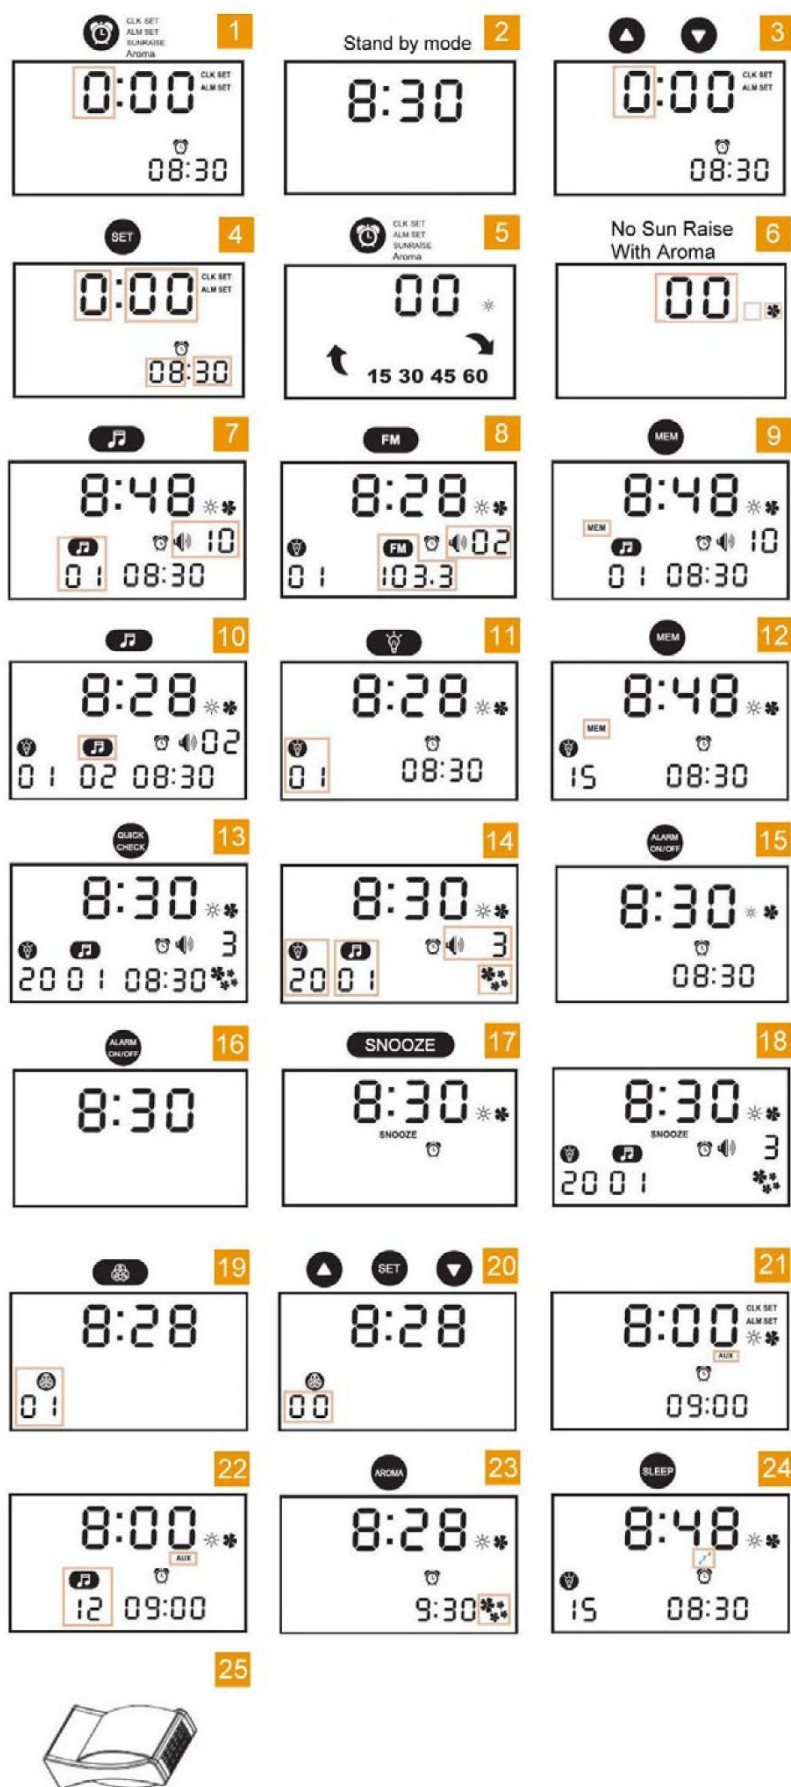 CLK SET
ALM SET
SUNRAISE
Aroma
1
0:00
CLK SET
ALM SET
08:30
Stand by mode
2
8:30
3
0:00
CLK SET
ALM SET
08:30
SET
4
0:00
CLK SET
ALM SET
08:30
CLK SET
ALM SET
SUNRAISE
Aroma
5
00
15 30 45 60
No Sun Raise
With Aroma
6
00
7
8:48
10
01 08:30
FM
8
8:28
FM
02
01 103.3
MEM
9
8:48
MEM
10
01 08:30
10
8:28
02
01 02 08:30
11
8:28
01 08:30
MEM
12
8:48
MEM
15 08:30
QUICK
CHECK
13
8:30
3
20 01 08:30
14
8:30
3
20 01
ALARM
ON/OFF
15
8:30
08:30
ALARM
ON/OFF
16
8:30
SNOOZE
17
8:30
SNOOZE
18
8:30
SNOOZE
3
20 01
19
8:28
01
SET
20
8:28
00
21
8:00
CLK SET
ALM SET
AUX
09:00
22
8:00
AUX
12 09:00
AROMA
23
8:28
9:30
SLEEP
24
8:48
15 08:30
25